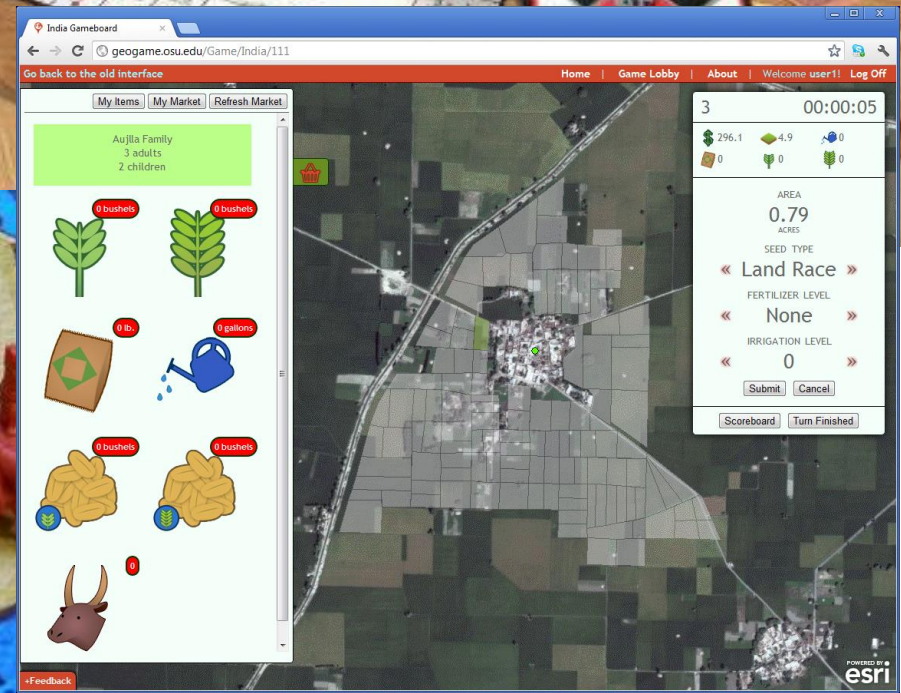 India Gameboard
geogame.osu.edu/Game/India/111
Go back to the old interface
Home | Game Lobby | About | Welcome user1! Log Off
My Items My Market Refresh Market
Aujlla Family
3 adults
2 children
0 bushels 0 bushels
0 lb. 0 gallons
0 bushels 0 bushels
0
+Feedback
3 00:00:05
296.1 4.9 0
0 0 0
AREA
0.79
ACRES
SEED TYPE
« Land Race »
FERTILIZER LEVEL
« None »
IRRIGATION LEVEL
« 0 »
Submit Cancel
Scoreboard Turn Finished
POWERED BY
esri